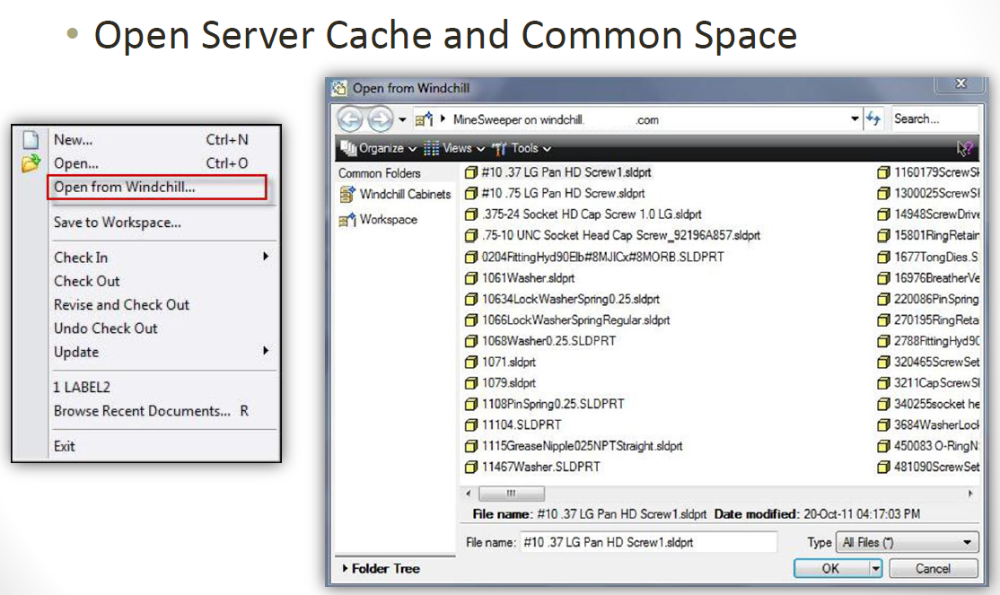 • Open Server Cache and Common Space
New... Ctrl+N
Open... Ctrl+O
Open from Windchill...
Save to Workspace...
Check In
Check Out
Revise and Check Out
Undo Check Out
Update
1 LABEL2
Browse Recent Documents... R
Exit
Open from Windchill
MineSweeper on windchill. .com
Search...
Organize Views Tools
Common Folders
Windchill Cabinets
Workspace
#10 .37 LG Pan HD Screw1.sldprt
#10 .75 LG Pan HD Screw.sldprt
.375-24 Socket HD Cap Screw 1.0 LG.sldprt
.75-10 UNC Socket Head Cap Screw_92196A857.sldprt
0204FittingHyd90Elb#8MJICx#8MORB.SLDPRT
1061Washer.sldprt
10634LockWasherSpring0.25.sldprt
1066LockWasherSpringRegular.sldprt
1068Washer0.25.SLDPRT
1071.sldprt
1079.sldprt
1108PinSpring0.25.SLDPRT
11104.SLDPRT
1115GreaseNipple025NPTStraight.sldprt
11467Washer.SLDPRT
1160179ScrewSk
1300025ScrewSl
14948ScrewDrive
15801RingRetain
1677TongDies.S
16976BreatherVe
220086PinSpring
270195RingReta
2788FittingHyd90
320465ScrewSet
3211CapScrewSl
340255socket he
3684WasherLock
450083 O-RingN
481090ScrewSet
File name: #10 .37 LG Pan HD Screw1.sldprt Date modified: 20-Oct-11 04:17:03 PM
File name: #10 .37 LG Pan HD Screw1.sldprt Type All Files (*)
Folder Tree
OK Cancel